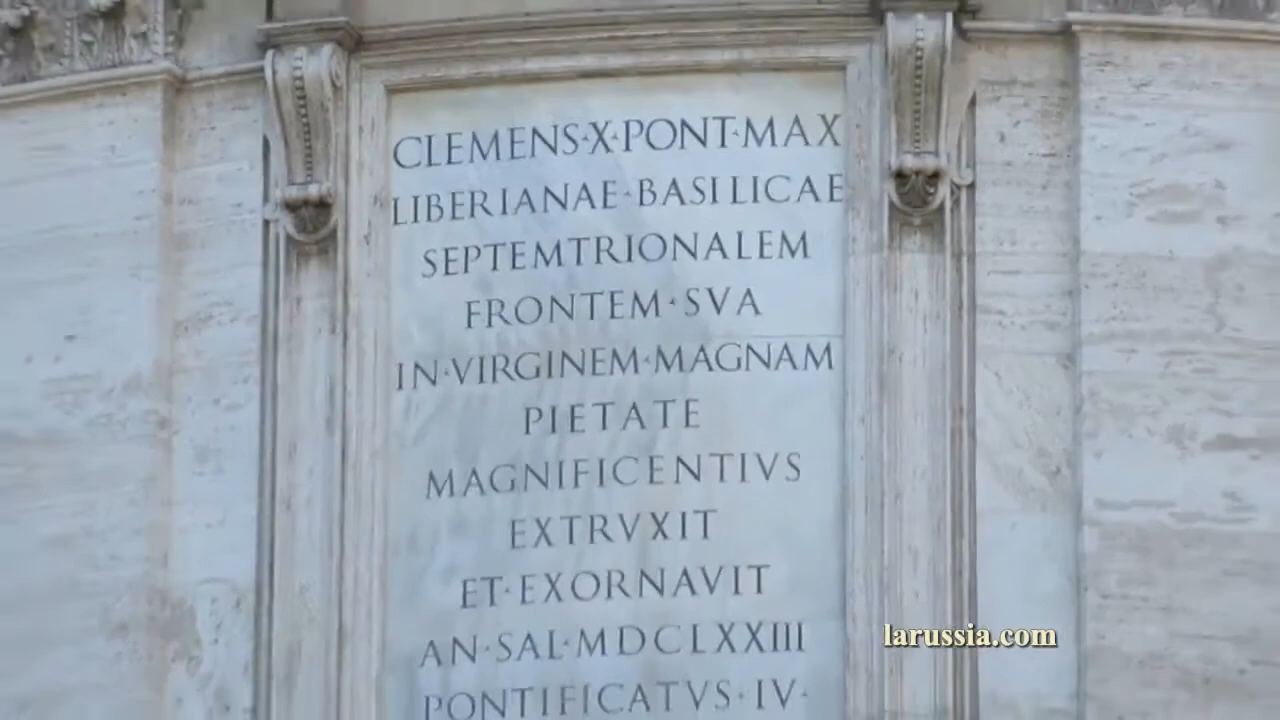 CLEMENS·X·PONT·MAX
LIBERIANAE·BASILICAE
SEPTEMTRIONALEM
FRONTEM·SVA
IN·VIRGINEM·MAGNAM
PIETATE
MAGNIFICENTIVS
EXTRVXIT
ET·EXORNAVIT
AN·SAL·MDCLXXIII
PONTIFICATVS·IV·
larussia.com